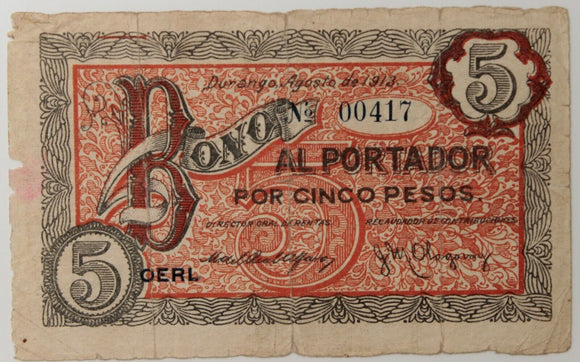 5
Durango, Agosto de 1913.
BONO Nº 00417
AL PORTADOR
POR CINCO PESOS.
DIRECTOR GRAL DE RENTAS. RECAUDADOR DE CONTRIBUCIONES
5
5 OERL